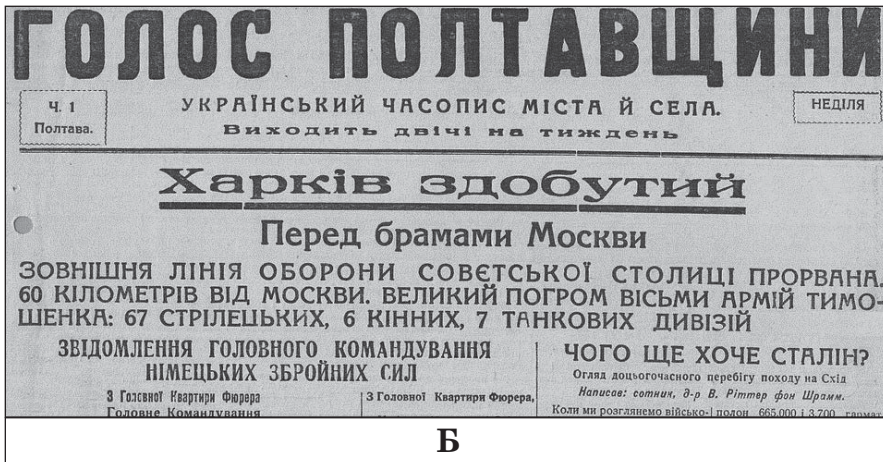 ГОЛОС ПОЛТАВЩИНИ
Ч. 1
Полтава.
УКРАЇНСЬКИЙ ЧАСОПИС МІСТА Й СЕЛА.
Виходить двічі на тиждень
НЕДІЛЯ
Харків здобутий
Перед брамами Москви
ЗОВНІШНЯ ЛІНІЯ ОБОРОНИ СОВЄТСЬКОЇ СТОЛИЦІ ПРОРВАНА.
60 КІЛОМЕТРІВ ВІД МОСКВИ. ВЕЛИКИЙ ПОГРОМ ВІСЬМИ АРМІЙ ТИМО-
ШЕНКА: 67 СТРІЛЕЦЬКИХ, 6 КІННИХ, 7 ТАНКОВИХ ДИВІЗІЙ
ЗВІДОМЛЕННЯ ГОЛОВНОГО КОМАНДУВАННЯ
НІМЕЦЬКИХ ЗБРОЙНИХ СИЛ
З Головної Квартири Фюрера
Головне Командування
З Головної Квартири Фюрера,
ЧОГО ЩЕ ХОЧЕ СТАЛІН?
Огляд доцьогочасного перебігу походу на Схід
Написав: сотник, д-р В. Ріттер фон Шрамм.
Коли ми розглянемо військо-
полон 665.000 і 3.700 гармат
Б